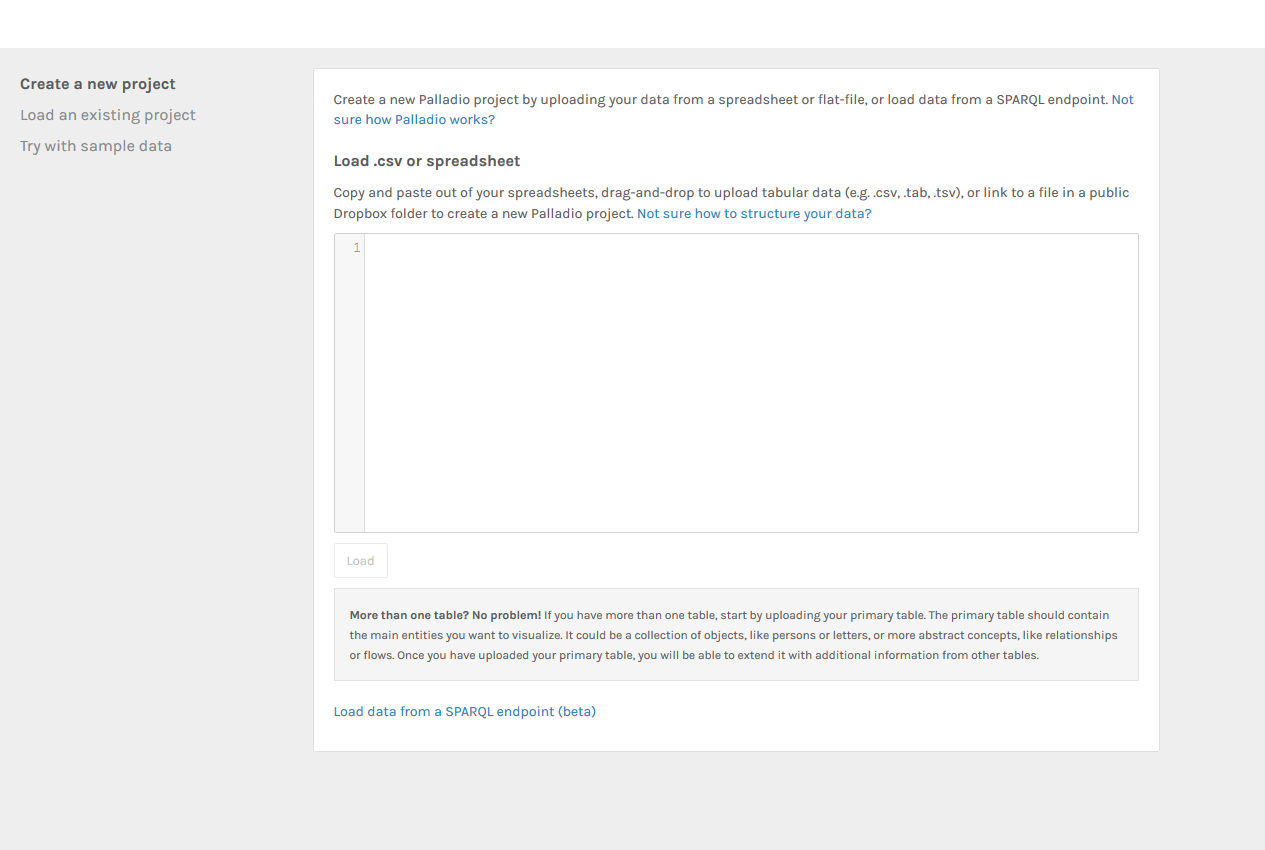 Create a new project
Load an existing project
Try with sample data
Create a new Palladio project by uploading your data from a spreadsheet or flat-file, or load data from a SPARQL endpoint. Not
sure how Palladio works?
Load .csv or spreadsheet
Copy and paste out of your spreadsheets, drag-and-drop to upload tabular data (e.g. .csv, .tab, .tsv), or link to a file in a public
Dropbox folder to create a new Palladio project. Not sure how to structure your data?
1
Load
More than one table? No problem! If you have more than one table, start by uploading your primary table. The primary table should contain
the main entities you want to visualize. It could be a collection of objects, like persons or letters, or more abstract concepts, like relationships
or flows. Once you have uploaded your primary table, you will be able to extend it with additional information from other tables.
Load data from a SPARQL endpoint (beta)